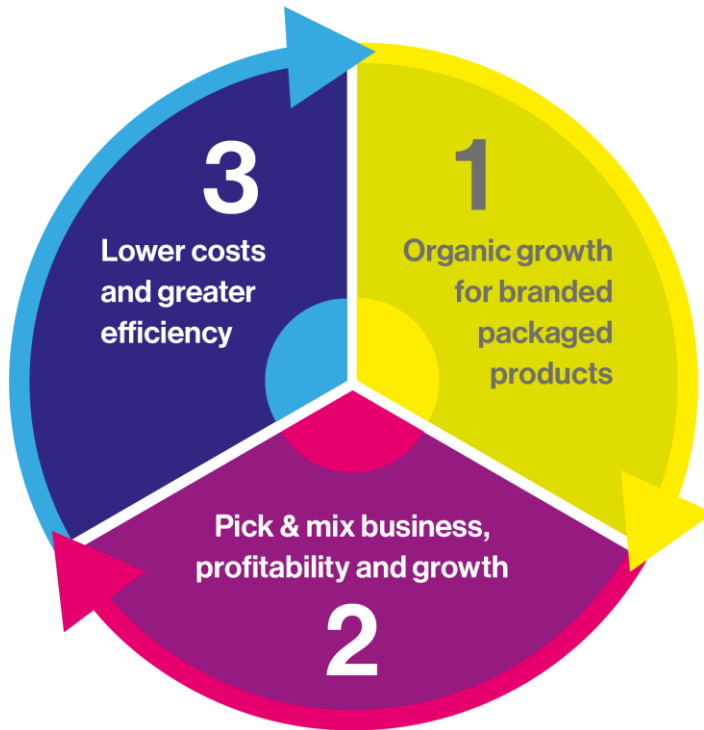 1
Organic growth
for branded
packaged
products
Pick & mix business,
profitability and growth
2
3
Lower costs
and greater
efficiency